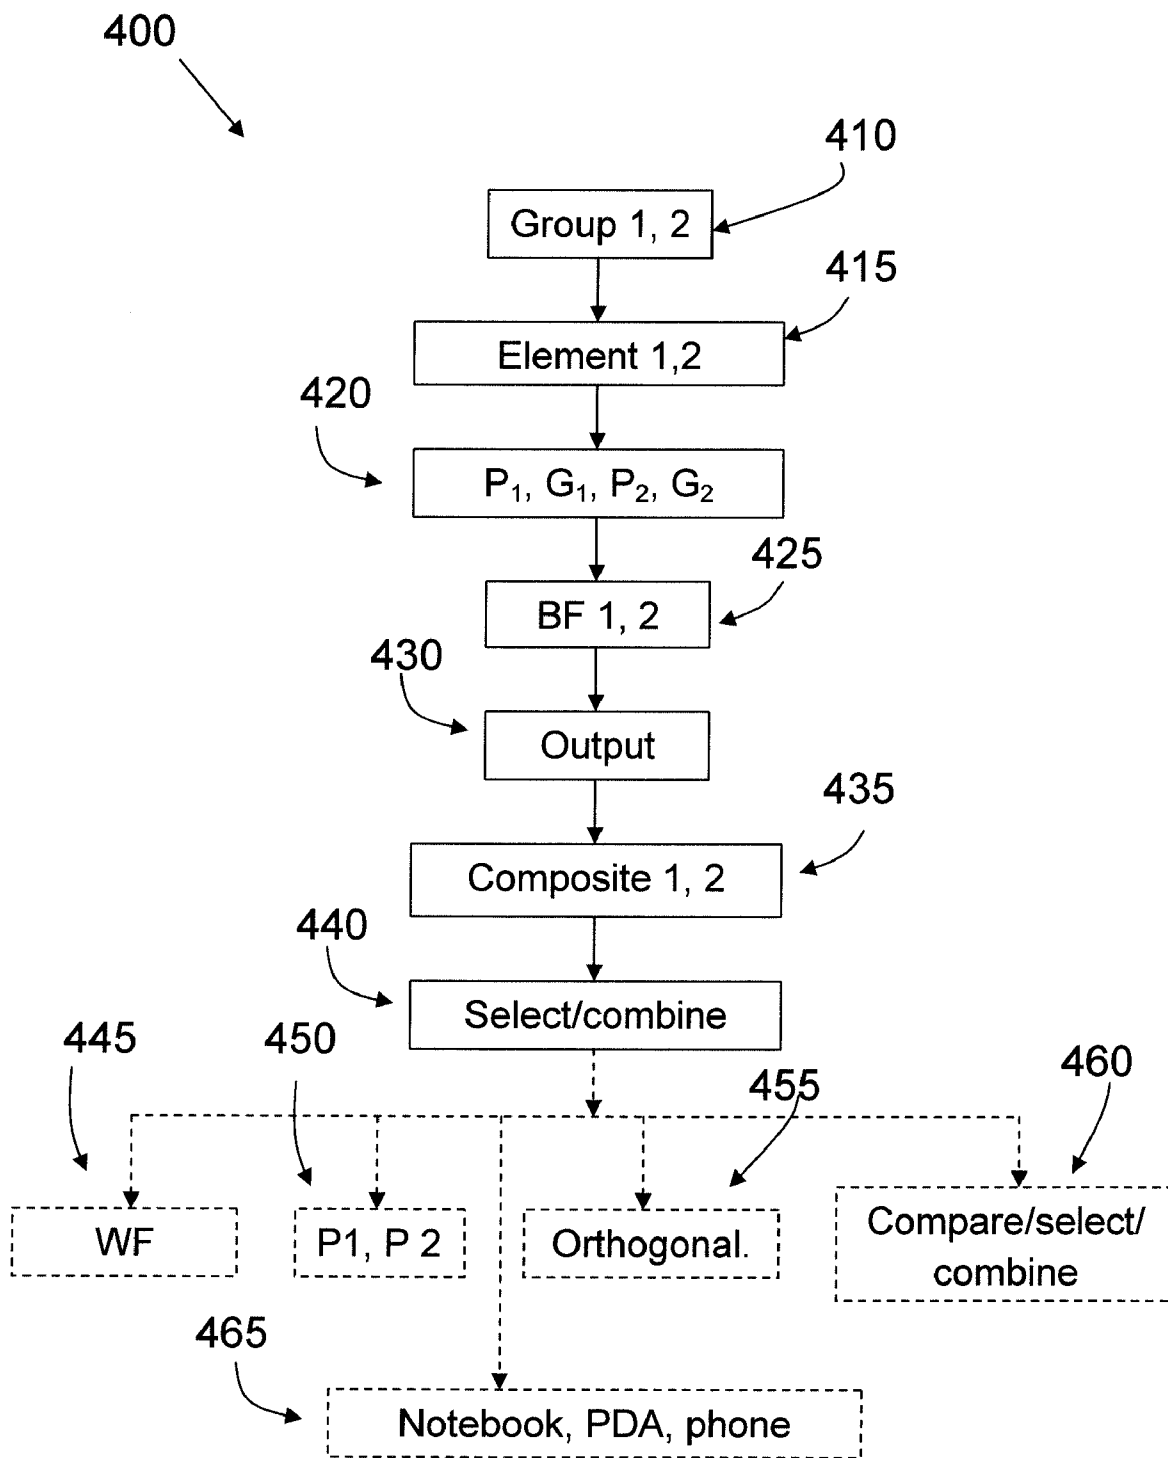 400
410
Group 1, 2
415
Element 1,2
420
P₁, G₁, P₂, G₂
425
BF 1, 2
430
Output
435
Composite 1, 2
440
Select/combine
445
450
455
460
WF
P1, P 2
Orthogonal.
Compare/select/
combine
465
Notebook, PDA, phone